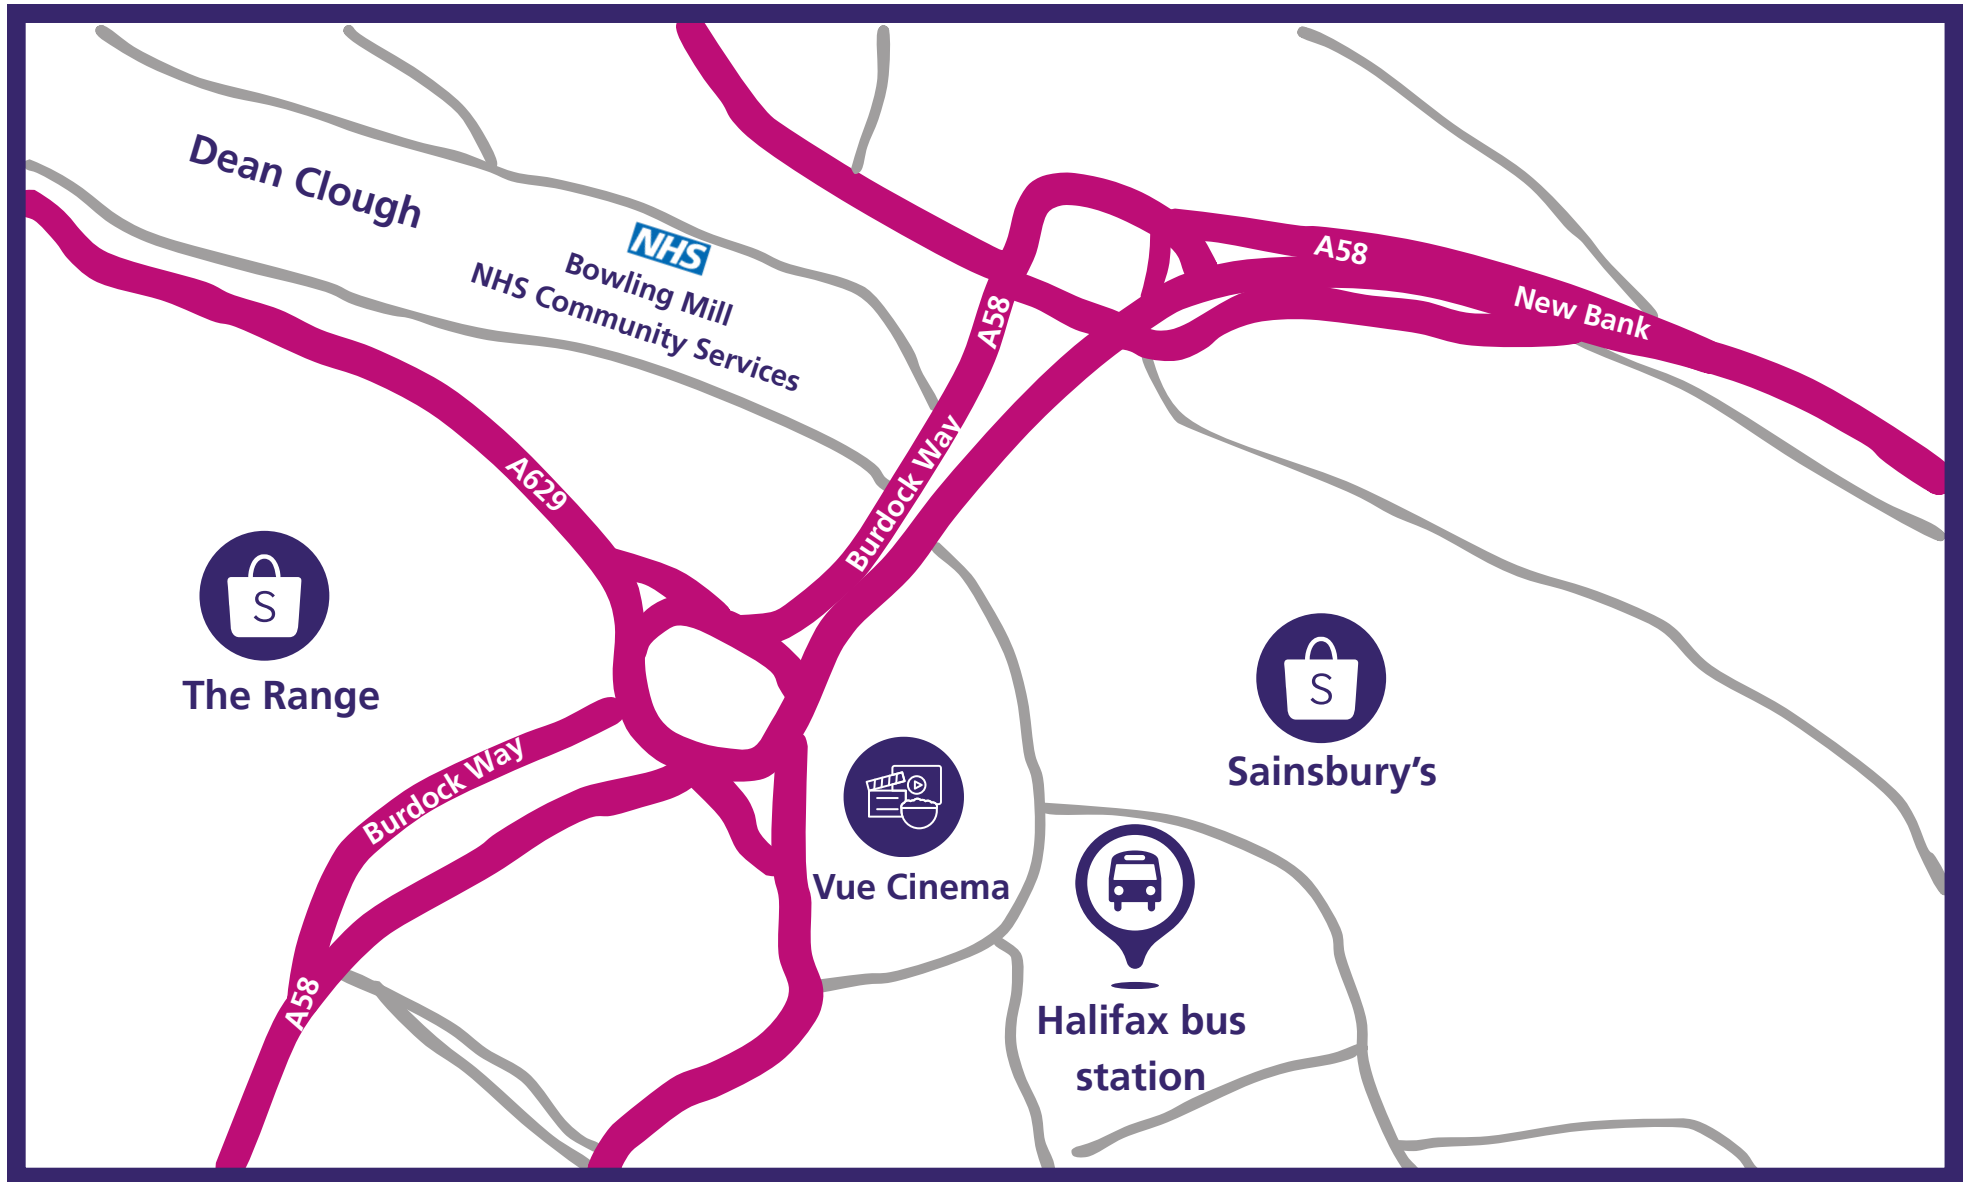 Dean Clough
NHS
Bowling Mill
NHS Community Services
A58
New Bank
A58
Burdock Way
A629
S
The Range
S
Sainsbury’s
Burdock Way
Vue Cinema
A58
Halifax bus
station